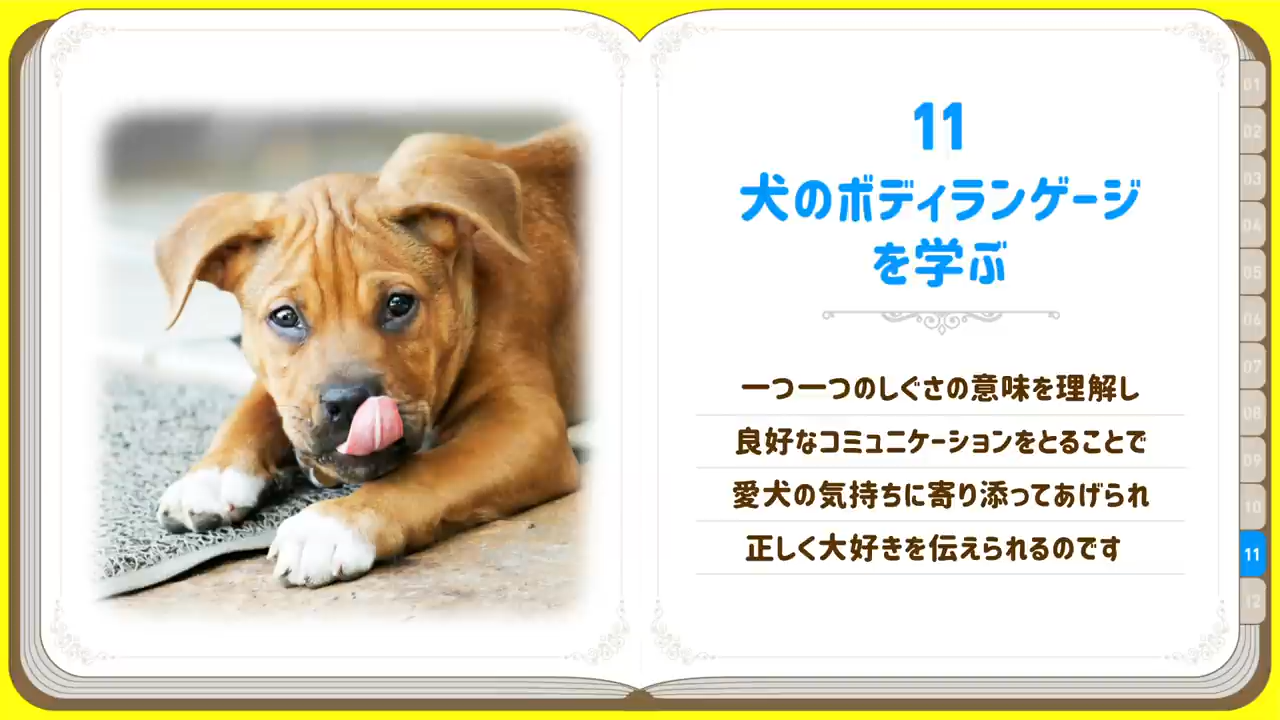 11
犬のボディランゲージ
を学ぶ
一つ一つのしぐさの意味を理解し
良好なコミュニケーションをとることで
愛犬の気持ちに寄り添ってあげられ
正しく大好きを伝えられるのです
01
02
03
04
05
06
07
08
09
10
11
12